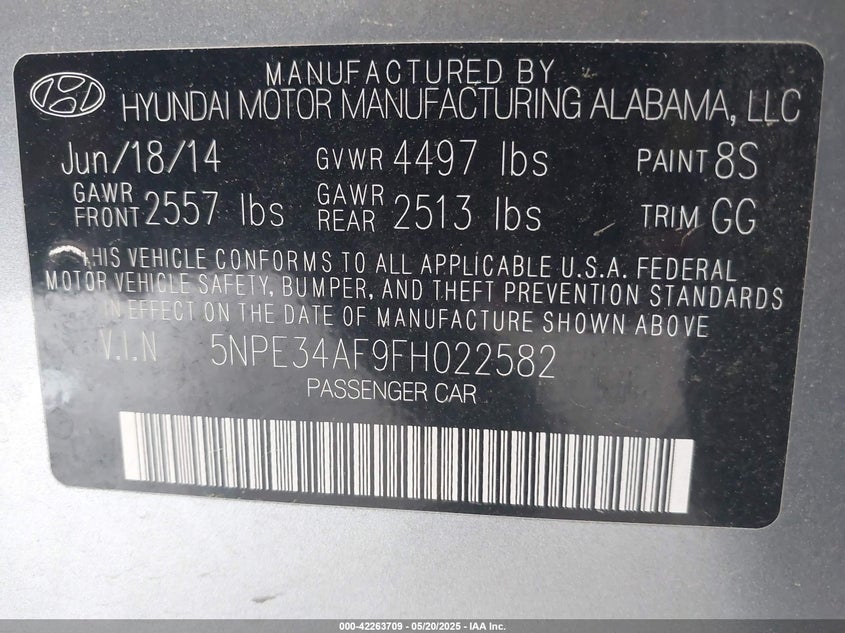 MANUFACTURED BY
HYUNDAI MOTOR MANUFACTURING ALABAMA, LLC
Jun/18/14 GVWR 4497 lbs PAINT 8S
GAWR FRONT 2557 lbs GAWR REAR 2513 lbs TRIM GG
THIS VEHICLE CONFORMS TO ALL APPLICABLE U.S.A. FEDERAL
MOTOR VEHICLE SAFETY, BUMPER, AND THEFT PREVENTION STANDARDS
IN EFFECT ON THE DATE OF MANUFACTURE SHOWN ABOVE
V.I.N 5NPE34AF9FH022582
PASSENGER CAR
000-42263709 — 05/20/2025 — IAA Inc.